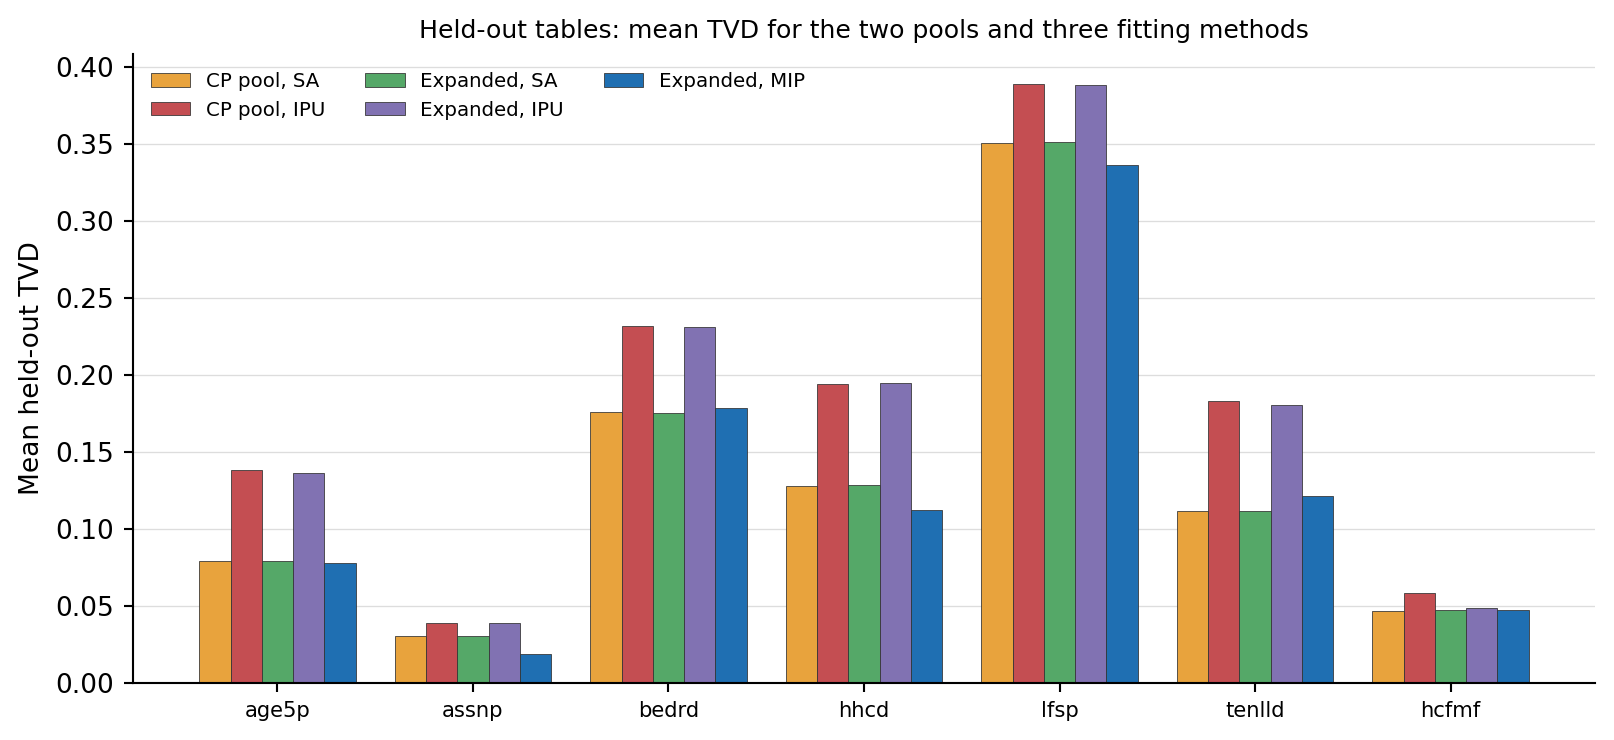 Held-out tables: mean TVD for the two pools and three fitting methods
CP pool, SA
CP pool, IPU
Expanded, SA
Expanded, IPU
Expanded, MIP
Mean held-out TVD
0.40
0.35
0.30
0.25
0.20
0.15
0.10
0.05
0.00
age5p
assnp
bedrd
hhcd
lfsp
tenlld
hcfmf